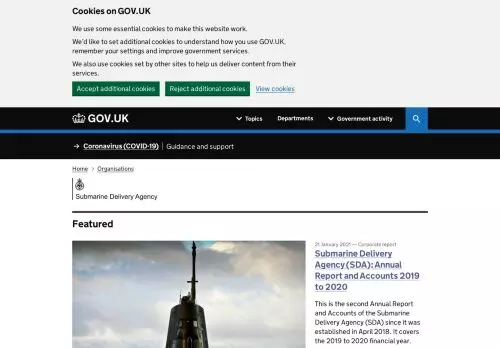 Cookies on GOV.UK
We use some essential cookies to make this website work.
We'd like to set additional cookies to understand how you use GOV.UK,
remember your settings and improve government services.
We also use cookies set by other sites to help us deliver content from their
services.
Accept additional cookies Reject additional cookies View cookies
GOV.UK Topics Departments Government activity
→ Coronavirus (COVID-19) Guidance and support
Home > Organisations
Submarine Delivery Agency
Featured
21 January 2021 — Corporate report
Submarine Delivery
Agency (SDA): Annual
Report and Accounts 2019
to 2020
This is the second Annual Report
and Accounts of the Submarine
Delivery Agency (SDA) since it was
established in April 2018. It covers
the 2019 to 2020 financial year.